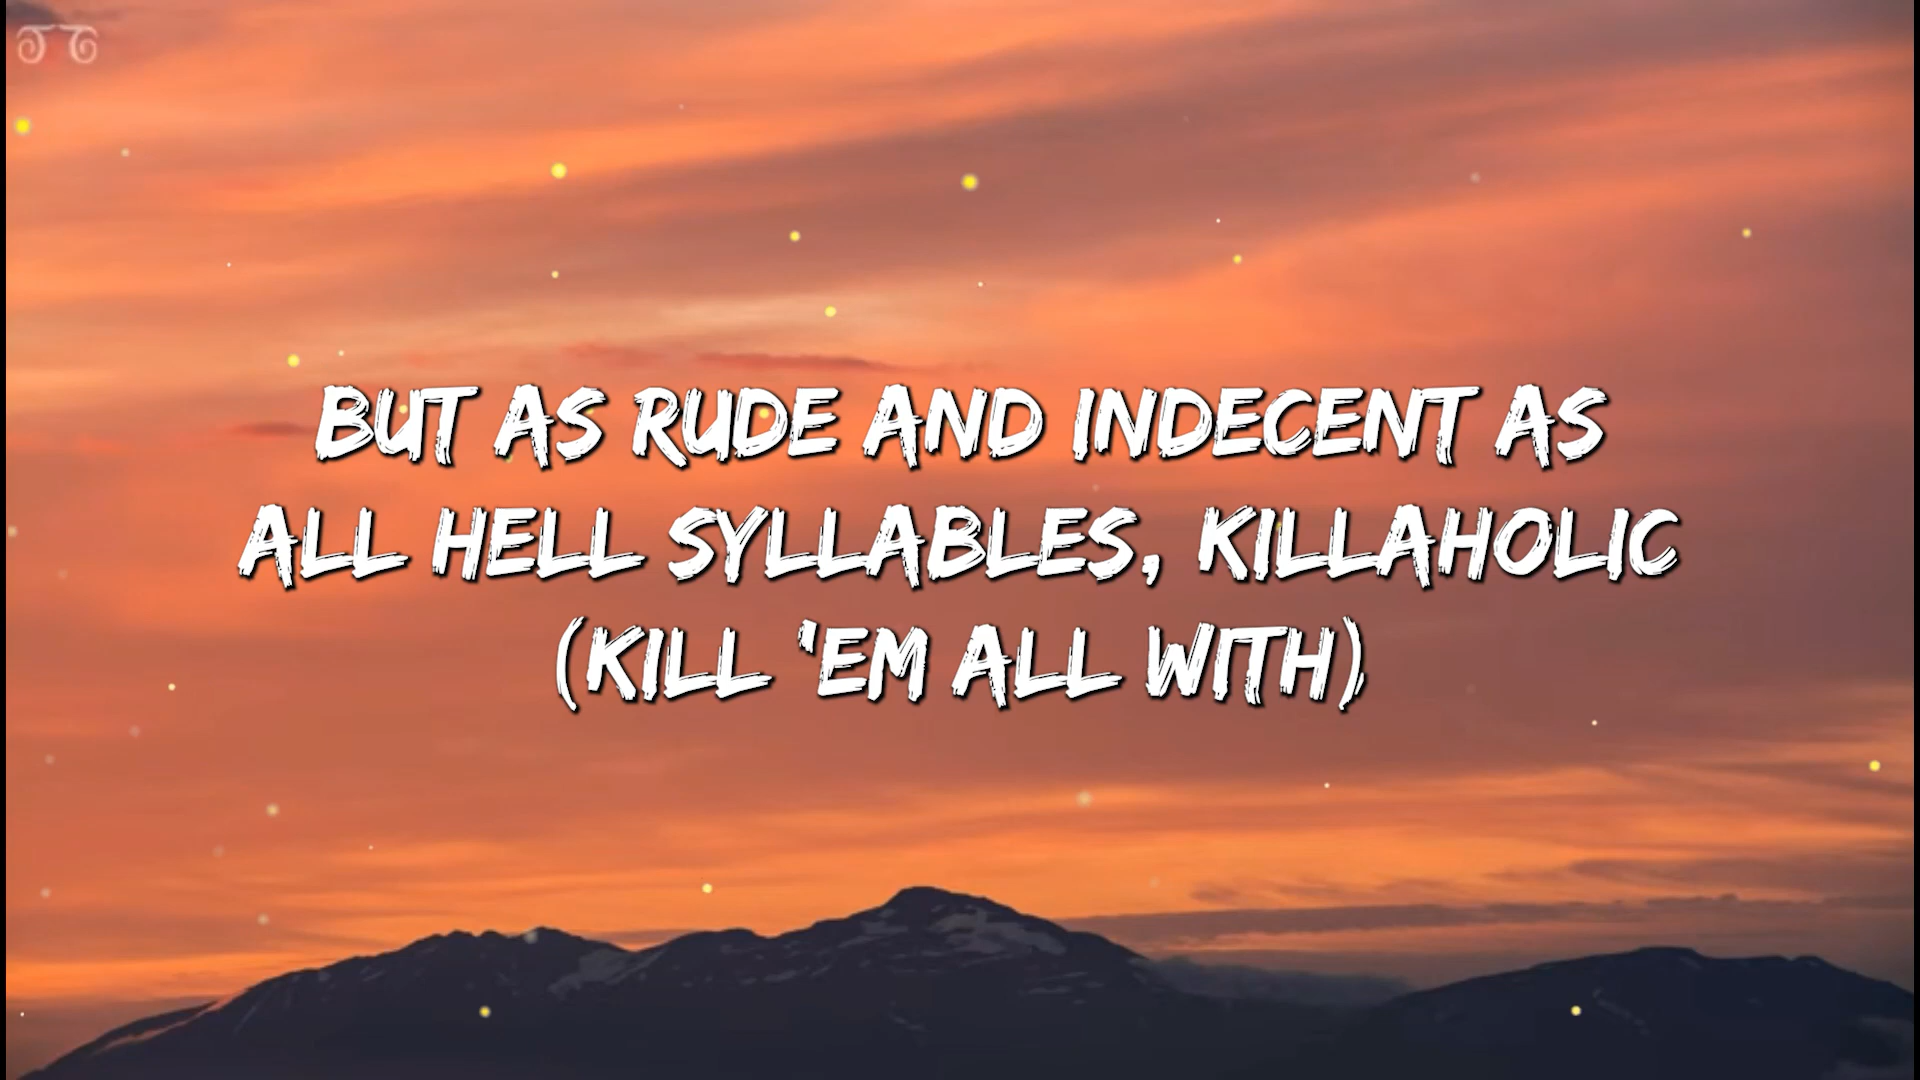 BUT AS RUDE AND INDECENT AS
ALL HELL SYLLABLES, KILLAHOLIC
(KILL 'EM ALL WITH)